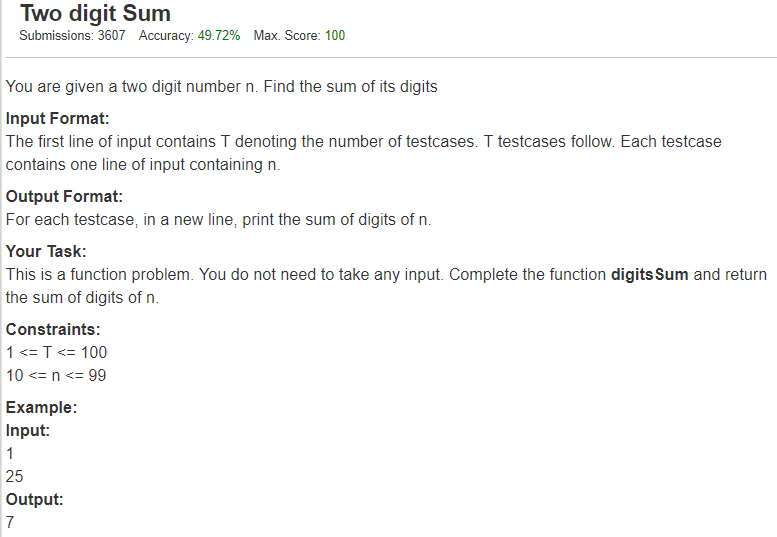 Two digit Sum
Submissions: 3607 Accuracy: 49.72% Max. Score: 100
You are given a two digit number n. Find the sum of its digits
Input Format:
The first line of input contains T denoting the number of testcases. T testcases follow. Each testcase
contains one line of input containing n.
Output Format:
For each testcase, in a new line, print the sum of digits of n.
Your Task:
This is a function problem. You do not need to take any input. Complete the function digitsSum and return
the sum of digits of n.
Constraints:
1 <= T <= 100
10 <= n <= 99
Example:
Input:
1
25
Output:
7